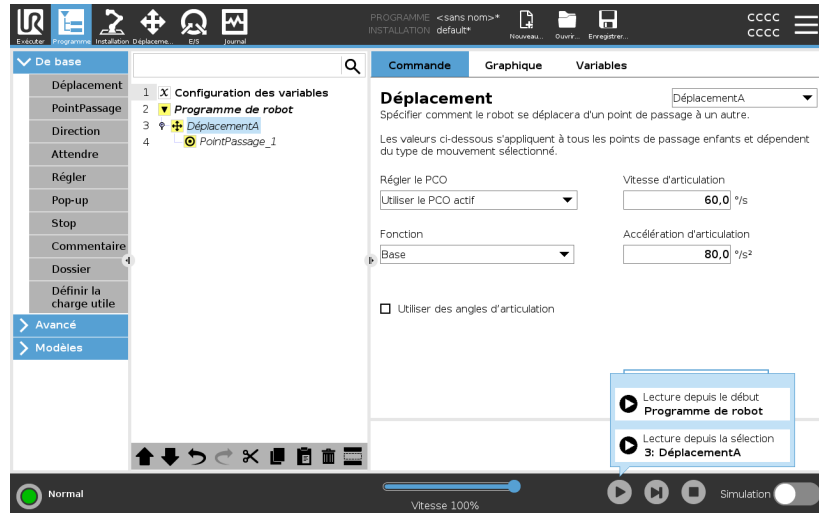 UR
Exécuter Programme Installation Déplaceme... E/S Journal
PROGRAMME <sans nom>*
INSTALLATION default*
Nouveau... Ouvrir... Enregistrer...
cccc
cccc
De base
Déplacement
PointPassage
Direction
Attendre
Régler
Pop-up
Stop
Commentaire
Dossier
Définir la
charge utile
Avancé
Modèles
1 X Configuration des variables
2 Programme de robot
3 DéplacementA
4 PointPassage_1
Commande Graphique Variables
Déplacement DéplacementA
Spécifier comment le robot se déplacera d'un point de passage à un autre.
Les valeurs ci-dessous s'appliquent à tous les points de passage enfants et dépendent
du type de mouvement sélectionné.
Régler le PCO Vitesse d'articulation
Utiliser le PCO actif 60,0 °/s
Fonction Accélération d'articulation
Base 80,0 °/s²
Utiliser des angles d'articulation
Lecture depuis le début
Programme de robot
Lecture depuis la sélection
3: DéplacementA
Normal
Vitesse 100%
Simulation